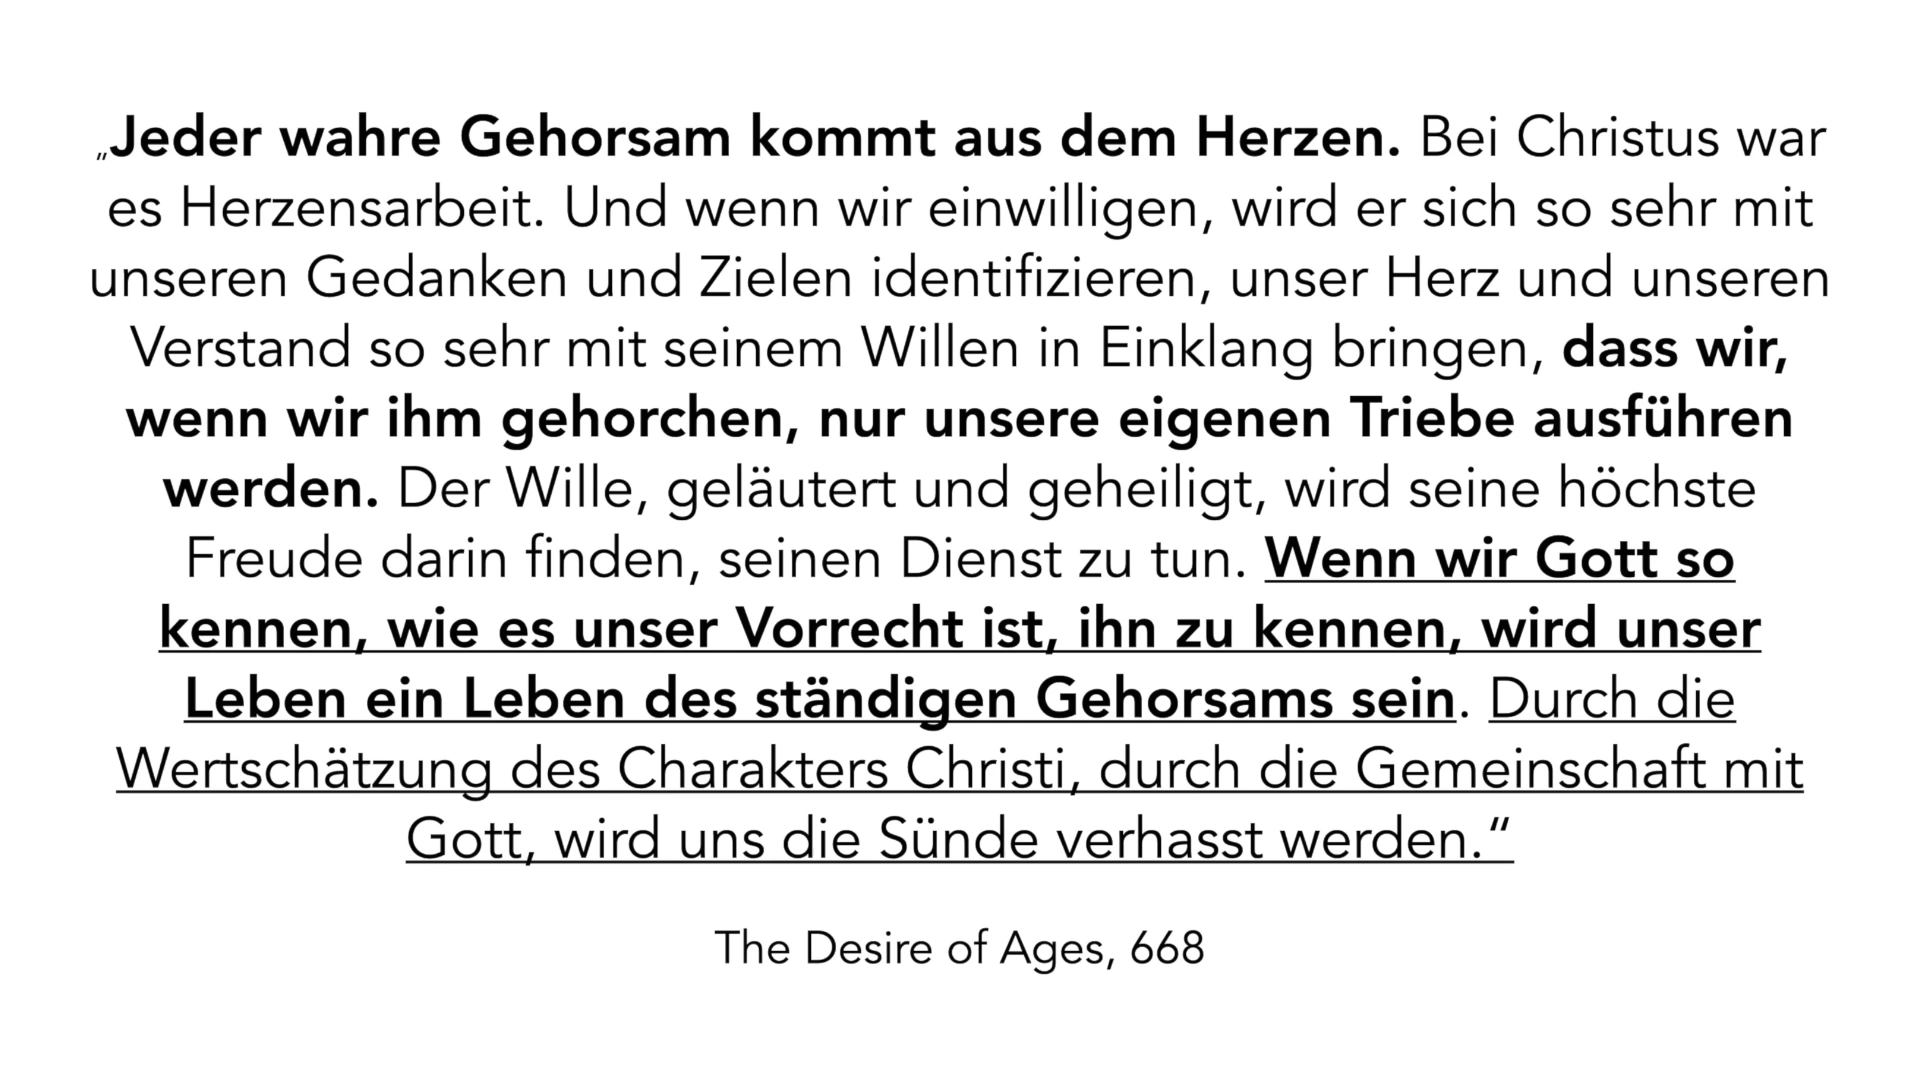 „Jeder wahre Gehorsam kommt aus dem Herzen. Bei Christus war
es Herzensarbeit. Und wenn wir einwilligen, wird er sich so sehr mit
unseren Gedanken und Zielen identifizieren, unser Herz und unseren
Verstand so sehr mit seinem Willen in Einklang bringen, dass wir,
wenn wir ihm gehorchen, nur unsere eigenen Triebe ausführen
werden. Der Wille, geläutert und geheiligt, wird seine höchste
Freude darin finden, seinen Dienst zu tun. Wenn wir Gott so
kennen, wie es unser Vorrecht ist, ihn zu kennen, wird unser
Leben ein Leben des ständigen Gehorsams sein. Durch die
Wertschätzung des Charakters Christi, durch die Gemeinschaft mit
Gott, wird uns die Sünde verhasst werden.“
The Desire of Ages, 668